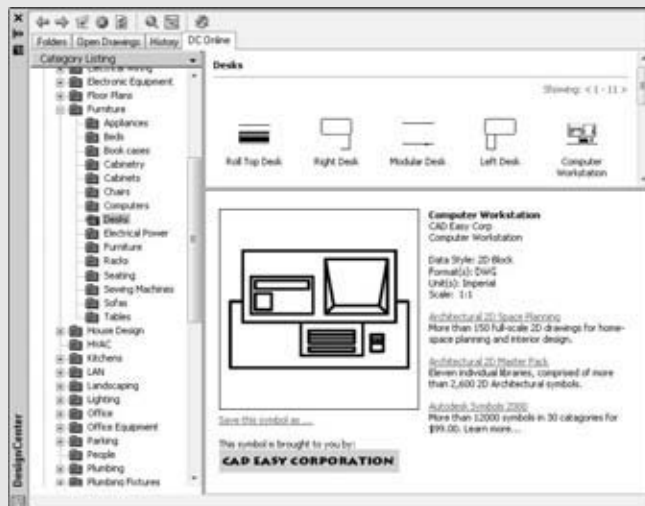 Folders
Open Drawings
History
DC Online
Category Listing
Electrical Wiring
Electronic Equipment
Floor Plans
Furniture
Appliances
Beds
Book cases
Cabinetry
Cabinets
Chairs
Computers
Desks
Electrical Power
Furniture
Racks
Seating
Sewing Machines
Sofas
Tables
House Design
HVAC
Kitchens
LAN
Landscaping
Lighting
Office
Office Equipment
Parking
People
Plumbing
Plumbing Fixtures
DesignCenter
Desks
Showing: < 1 - 11 >
Roll Top Desk
Right Desk
Modular Desk
Left Desk
Computer
Workstation
Computer Workstation
CAD Easy Corp
Computer Workstation
Data Style: 2D Block
Format(s): DWG
Unit(s): Imperial
Scale: 1:1
Architectural 2D Space Planning
More than 150 full-scale 2D drawings for home-
space planning and interior design.
Architectural 2D Master Pack
Eleven individual libraries, comprised of more
than 2,600 2D Architectural symbols.
Autodesk Symbols 2000
More than 12000 symbols in 30 catagories for
$99.00. Learn more...
Save this symbol as ...
This symbol is brought to you by:
CAD EASY CORPORATION